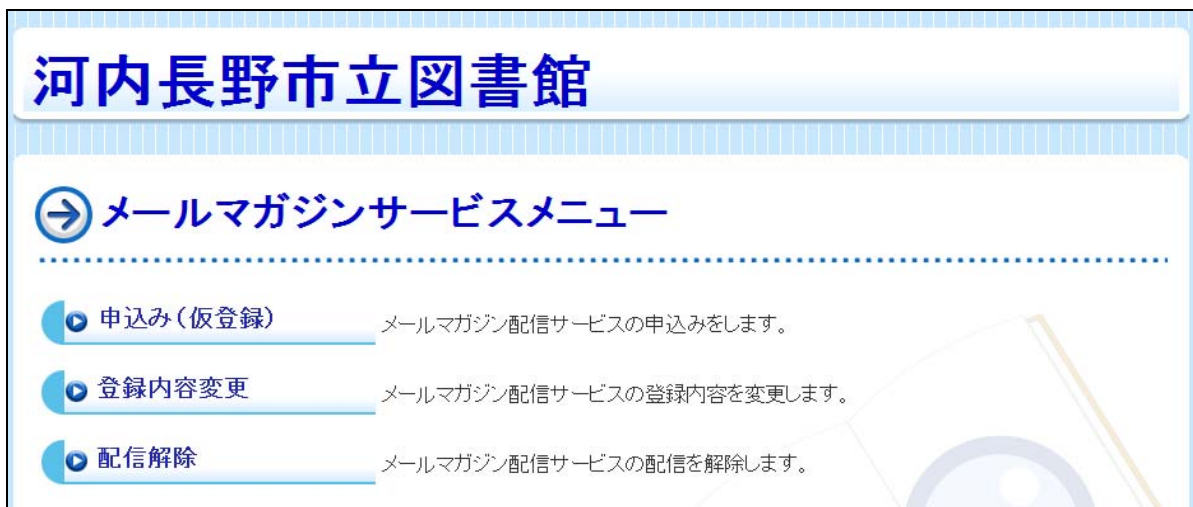 河内長野市立図書館
メールマガジンサービスメニュー
申込み(仮登録) メールマガジン配信サービスの申込みをします。
登録内容変更 メールマガジン配信サービスの登録内容を変更します。
配信解除 メールマガジン配信サービスの配信を解除します。